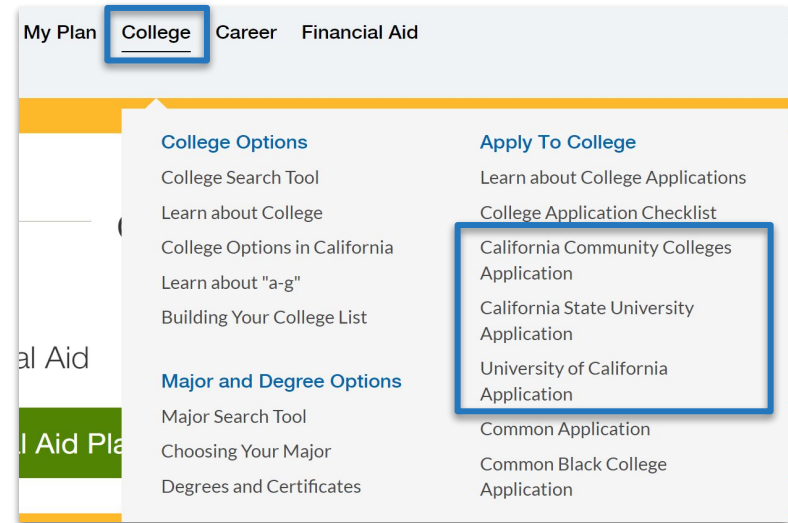 My Plan College Career Financial Aid
College Options
College Search Tool
Learn about College
College Options in California
Learn about "a-g"
Building Your College List
Major and Degree Options
Major Search Tool
Choosing Your Major
Degrees and Certificates
Apply To College
Learn about College Applications
College Application Checklist
California Community Colleges
Application
California State University
Application
University of California
Application
Common Application
Common Black College
Application
al Aid
l Aid Pla